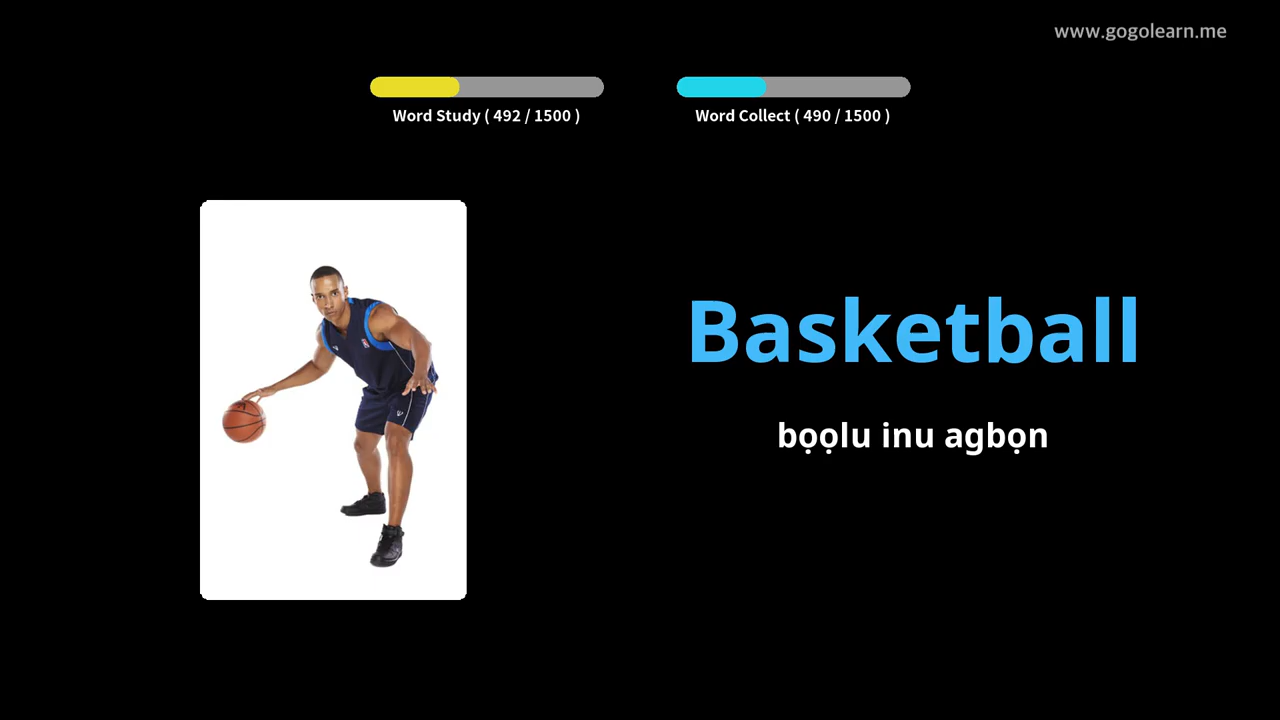 www.gogolearn.me
Word Study ( 492 / 1500 )
Word Collect ( 490 / 1500 )
Basketball
bọọlu inu agbọn